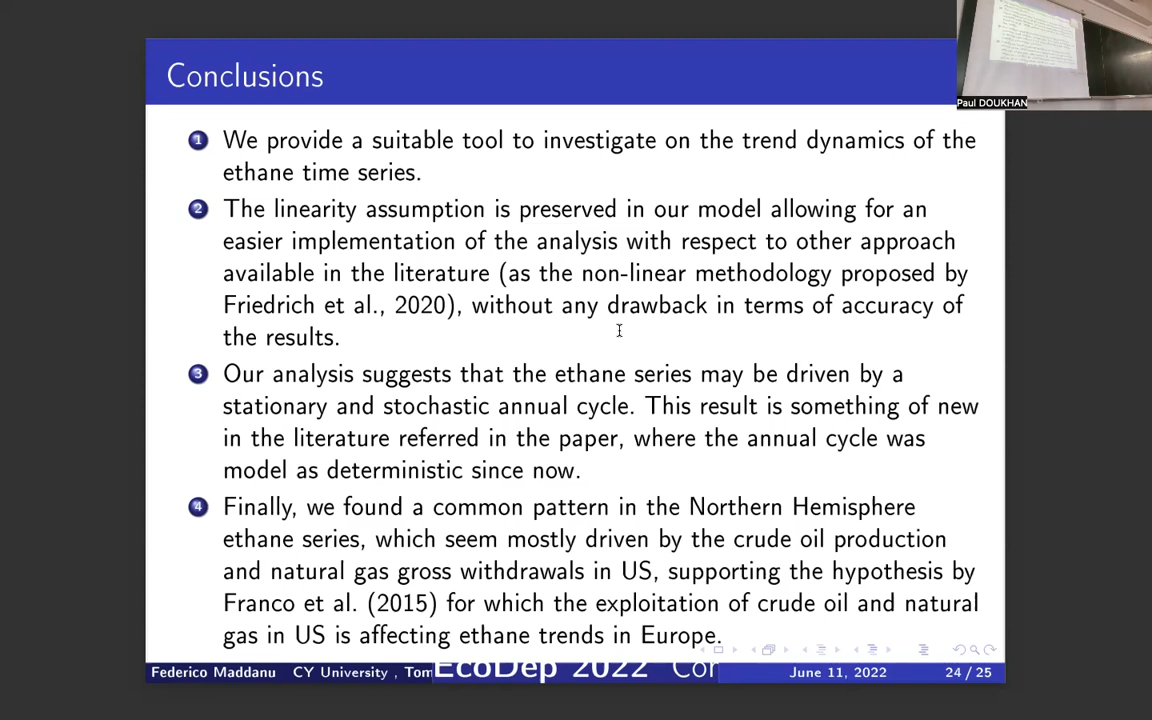 Conclusions
Paul DOUKHAN
1 We provide a suitable tool to investigate on the trend dynamics of the
ethane time series.
2 The linearity assumption is preserved in our model allowing for an
easier implementation of the analysis with respect to other approach
available in the literature (as the non-linear methodology proposed by
Friedrich et al., 2020), without any drawback in terms of accuracy of
the results.
3 Our analysis suggests that the ethane series may be driven by a
stationary and stochastic annual cycle. This result is something of new
in the literature referred in the paper, where the annual cycle was
model as deterministic since now.
4 Finally, we found a common pattern in the Northern Hemisphere
ethane series, which seem mostly driven by the crude oil production
and natural gas gross withdrawals in US, supporting the hypothesis by
Franco et al. (2015) for which the exploitation of crude oil and natural
gas in US is affecting ethane trends in Europe.
Federico Maddanu CY University , Tom EcoDep 2022 Con June 11, 2022 24 / 25